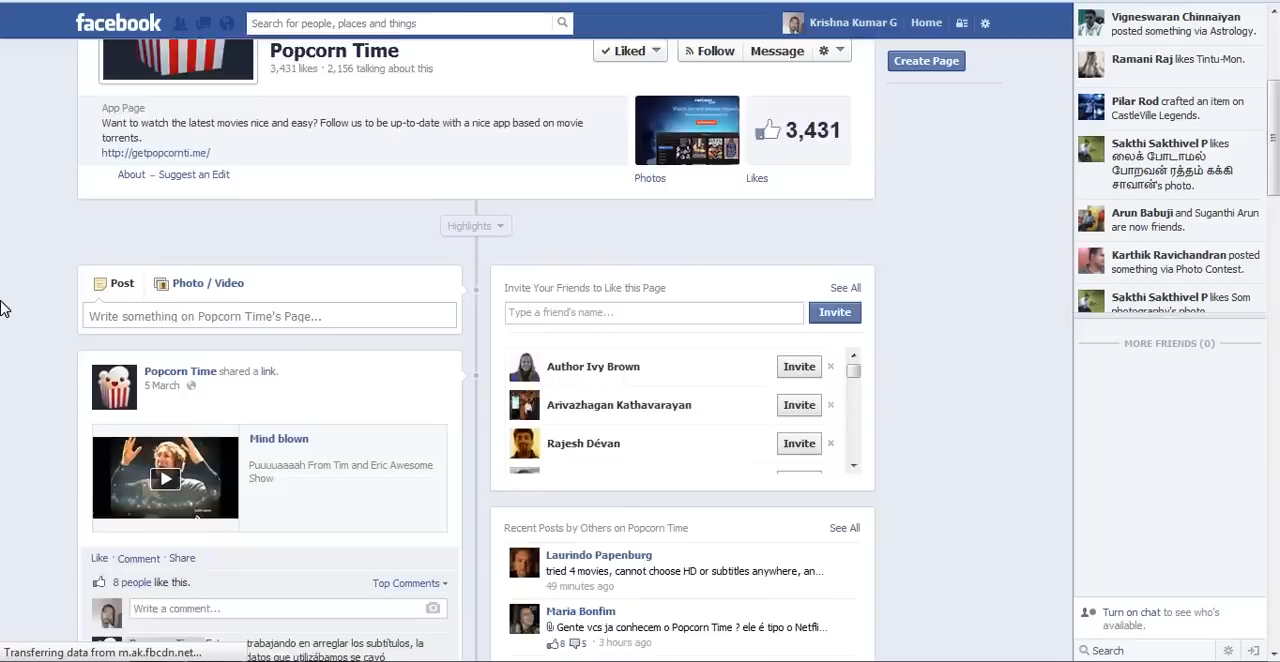 facebook
Search for people, places and things
Krishna Kumar G
Home
Popcorn Time
3,431 likes · 2,156 talking about this
Liked
Follow
Message
Create Page
App Page
Want to watch the latest movies nice and easy? Follow us to be up-to-date with a nice app based on movie
torrents.
http://getpopcornti.me/
About – Suggest an Edit
3,431
Photos
Likes
Highlights
Post
Photo / Video
Write something on Popcorn Time's Page...
Popcorn Time shared a link.
5 March
Mind blown
Puuuuaaaah From Tim and Eric Awesome
Show
Like · Comment · Share
8 people like this.
Top Comments
Write a comment...
trabajando en arreglar los subtítulos, la
datos que utilizábamos se cayó
Transferring data from m.ak.fbcdn.net...
Invite Your Friends to Like this Page
See All
Type a friend's name...
Invite
Author Ivy Brown
Invite
Arivazhagan Kathavarayan
Invite
Rajesh Dévan
Invite
Recent Posts by Others on Popcorn Time
See All
Laurindo Papenburg
tried 4 movies, cannot choose HD or subtitles anywhere, an...
49 minutes ago
Maria Bonfim
Gente vcs ja conhecem o Popcorn Time ? ele é tipo o Netfli...
8 5 · 3 hours ago
Vigneswaran Chinnaiyan
posted something via Astrology.
Ramani Raj likes Tintu-Mon.
Pilar Rod crafted an item on
CastleVille Legends.
Sakthi Sakthivel P likes
லைக் போடாமல்
போறவன் ரத்தம் கக்கி
சாவான்'s photo.
Arun Babuji and Suganthi Arun
are now friends.
Karthik Ravichandran posted
something via Photo Contest.
Sakthi Sakthivel P likes Som
photography's photo.
MORE FRIENDS (0)
Turn on chat to see who's
available.
Search